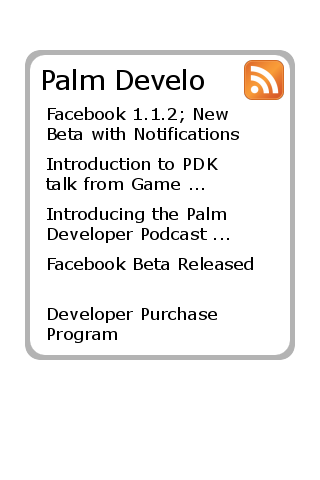 Palm Develo
Facebook 1.1.2; New
Beta with Notifications
Introduction to PDK
talk from Game ...
Introducing the Palm
Developer Podcast ...
Facebook Beta Released
Developer Purchase
Program